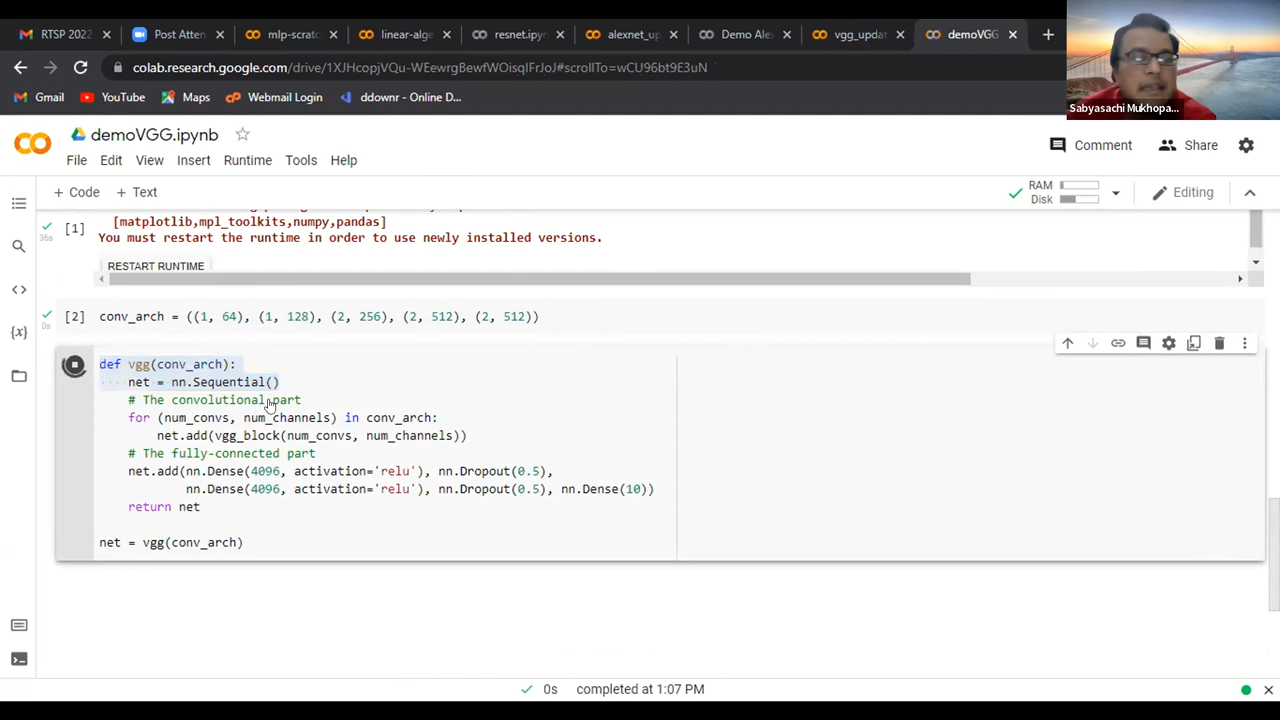 RTSP 2022
Post Atten
mlp-scratc
linear-alge
resnet.ipyn
alexnet_up
Demo Ale
vgg_updat
demoVGG
colab.research.google.com/drive/1XJHcopjVQu-WEewrgBewfWOisqIFrJoJ#scrollTo=wCU96bt9E3uN
Gmail
YouTube
Maps
Webmail Login
ddownr - Online D...
Sabyasachi Mukhopa...
demoVGG.ipynb
Comment
Share
File Edit View Insert Runtime Tools Help
+ Code + Text
RAM
Disk
Editing
[1]
36s
[matplotlib,mpl_toolkits,numpy,pandas]
You must restart the runtime in order to use newly installed versions.
RESTART RUNTIME
[2] conv_arch = ((1, 64), (1, 128), (2, 256), (2, 512), (2, 512))
0s
def vgg(conv_arch):
net = nn.Sequential()
# The convolutional part
for (num_convs, num_channels) in conv_arch:
net.add(vgg_block(num_convs, num_channels))
# The fully-connected part
net.add(nn.Dense(4096, activation='relu'), nn.Dropout(0.5),
nn.Dense(4096, activation='relu'), nn.Dropout(0.5), nn.Dense(10))
return net
net = vgg(conv_arch)
0s completed at 1:07 PM